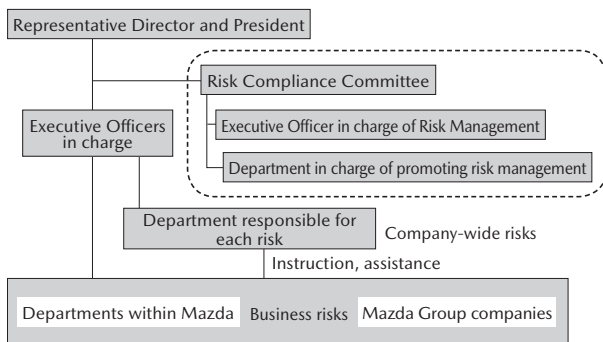 Representative Director and President
Risk Compliance Committee
Executive Officers
in charge
Executive Officer in charge of Risk Management
Department in charge of promoting risk management
Department responsible for
each risk
Company-wide risks
Instruction, assistance
Departments within Mazda
Business risks
Mazda Group companies